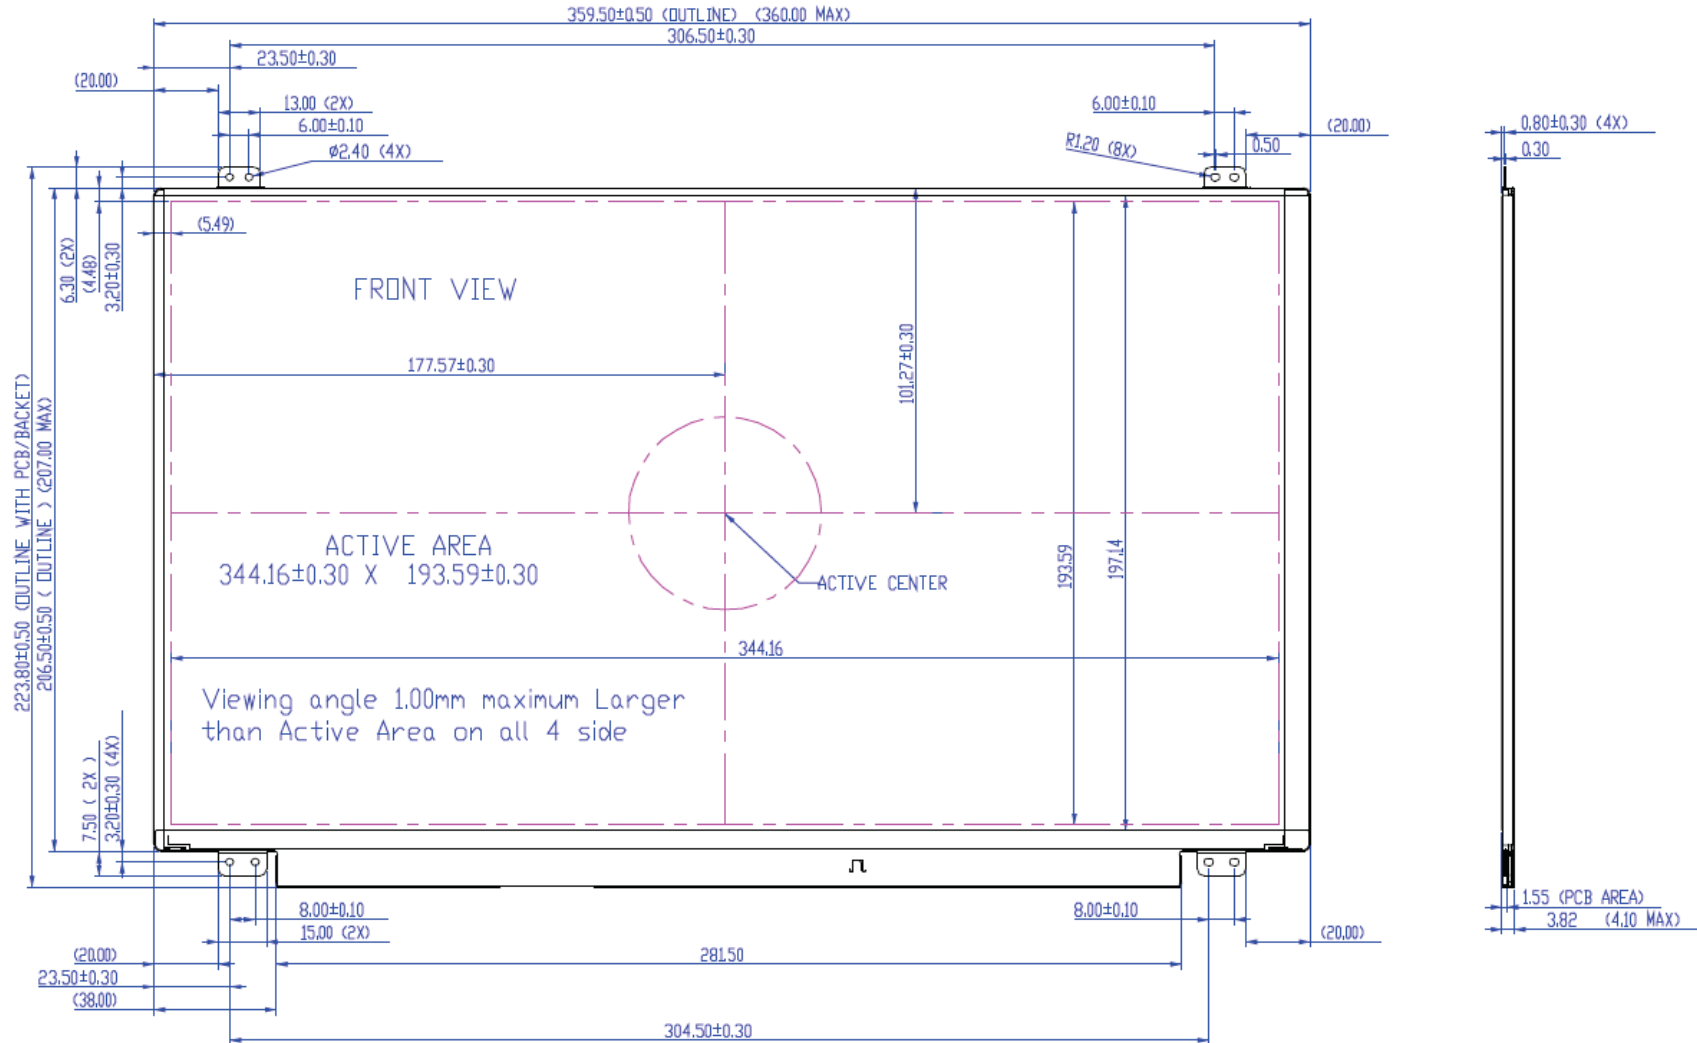 359.50±0.50 (OUTLINE) (360.00 MAX)
306.50±0.30
23.50±0.30
(20.00)
13.00 (2X)
6.00±0.10
6.00±0.10
(20.00)
0.80±0.30 (4X)
ø2.40 (4X)
R1.20 (8X)
0.50
0.30
(5.49)
6.30 (2X)
(4.48)
3.20±0.30
FRONT VIEW
177.57±0.30
101.27±0.30
223.80±0.50 (OUTLINE WITH PCB/BACKET)
206.50±0.50 ( OUTLINE ) (207.00 MAX)
ACTIVE AREA
344.16±0.30 X 193.59±0.30
ACTIVE CENTER
193.59
197.14
344.16
Viewing angle 1.00mm maximum Larger
than Active Area on all 4 side
7.50 ( 2X )
3.20±0.30 (4X)
8.00±0.10
8.00±0.10
1.55 (PCB AREA)
3.82 (4.10 MAX)
15.00 (2X)
(20.00)
(20.00)
281.50
23.50±0.30
(38.00)
304.50±0.30